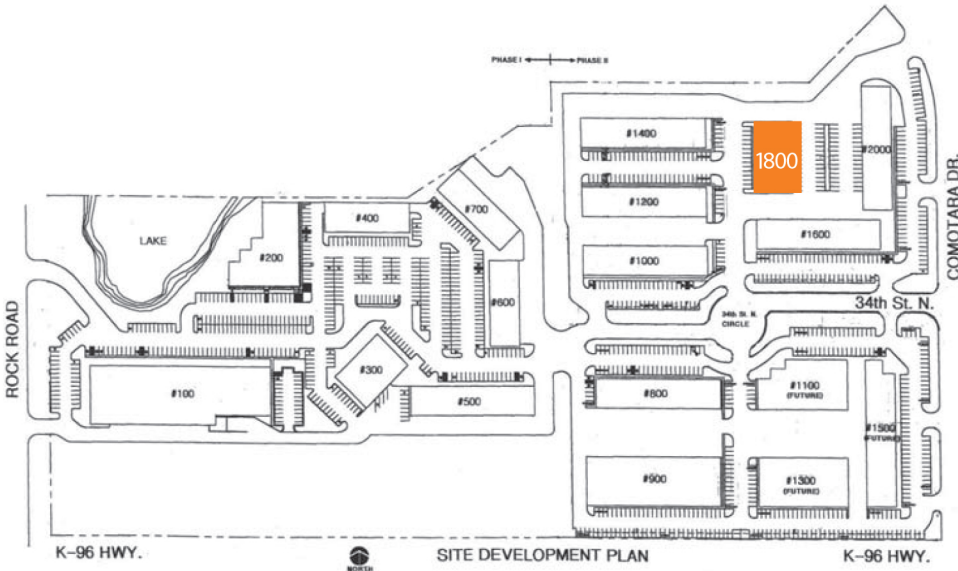 PHASE I
PHASE II
#1400
1800
#2000
#1200
#700
#400
COMOTARA DR.
#1600
LAKE
#200
#1000
#600
34th St. N.
34th St. N.
CIRCLE
ROCK ROAD
#300
#100
#500
#800
#1100
(FUTURE)
#1500
(FUTURE)
#900
#1300
(FUTURE)
K-96 HWY.
NORTH
SITE DEVELOPMENT PLAN
K-96 HWY.